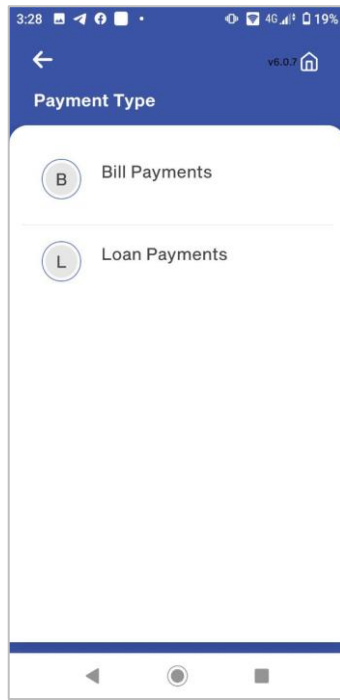 3:28 4G 19%
v6.0.7
Payment Type
B Bill Payments
L Loan Payments